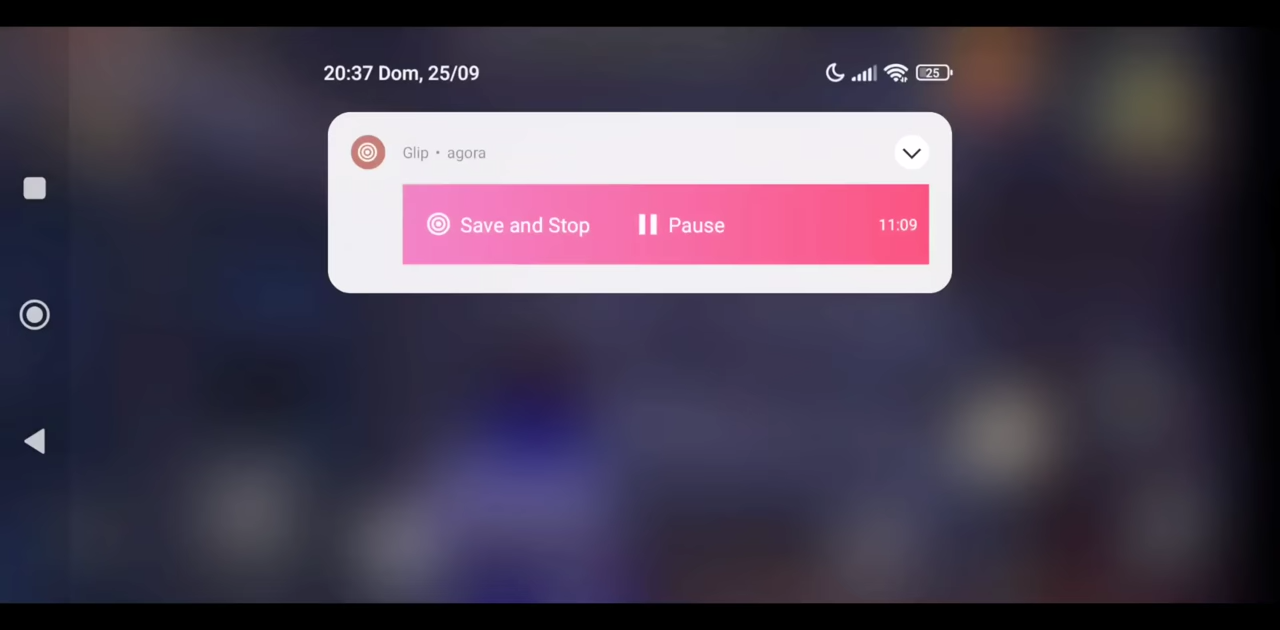 20:37 Dom, 25/09
25
Glip • agora
Save and Stop
Pause
11:09